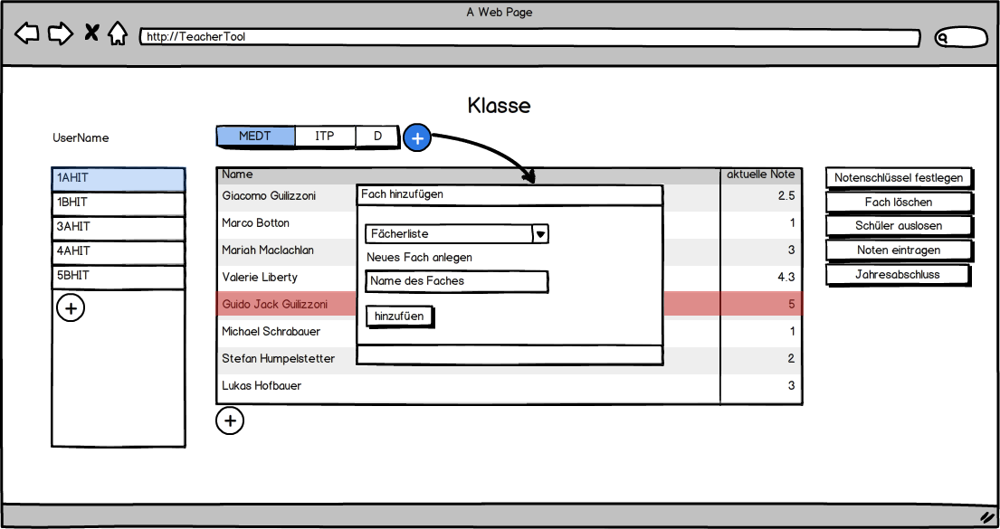 A Web Page
http://TeacherTool
Klasse
UserName
MEDT ITP D
1AHIT
1BHIT
3AHIT
4AHIT
5BHIT
Name aktuelle Note
Giacomo Guilizzoni 2.5
Marco Botton 1
Mariah Maclachlan 3
Valerie Liberty 4.3
Guido Jack Guilizzoni 5
Michael Schrabauer 1
Stefan Humpelstetter 2
Lukas Hofbauer 3
Fach hinzufügen
Fächerliste
Neues Fach anlegen
Name des Faches
hinzufüen
Notenschlüssel festlegen
Fach löschen
Schüler auslosen
Noten eintragen
Jahresabschluss